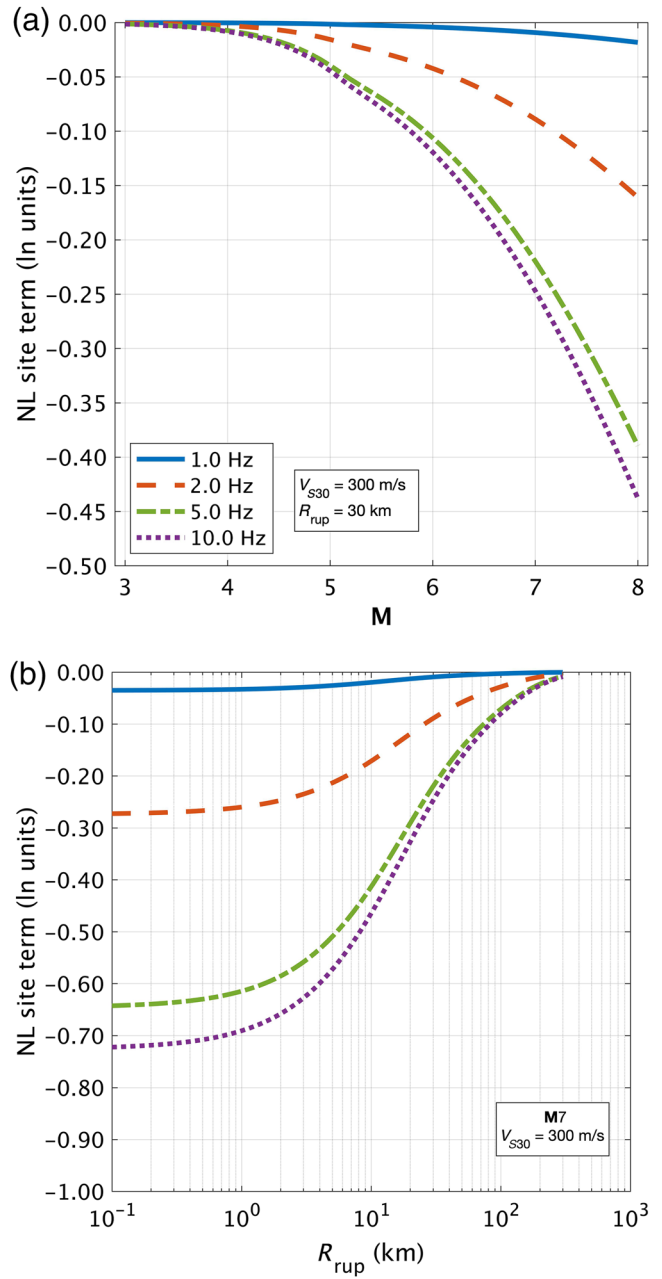 (a)
0.00
−0.05
−0.10
−0.15
−0.20
−0.25
−0.30
−0.35
−0.40
−0.45
−0.50
NL site term (ln units)
1.0 Hz
2.0 Hz
5.0 Hz
10.0 Hz
V_S30 = 300 m/s
R_rup = 30 km
3 4 5 6 7 8
M
(b)
0.00
−0.10
−0.20
−0.30
−0.40
−0.50
−0.60
−0.70
−0.80
−0.90
−1.00
NL site term (ln units)
M7
V_S30 = 300 m/s
10⁻¹ 10⁰ 10¹ 10² 10³
R_rup (km)